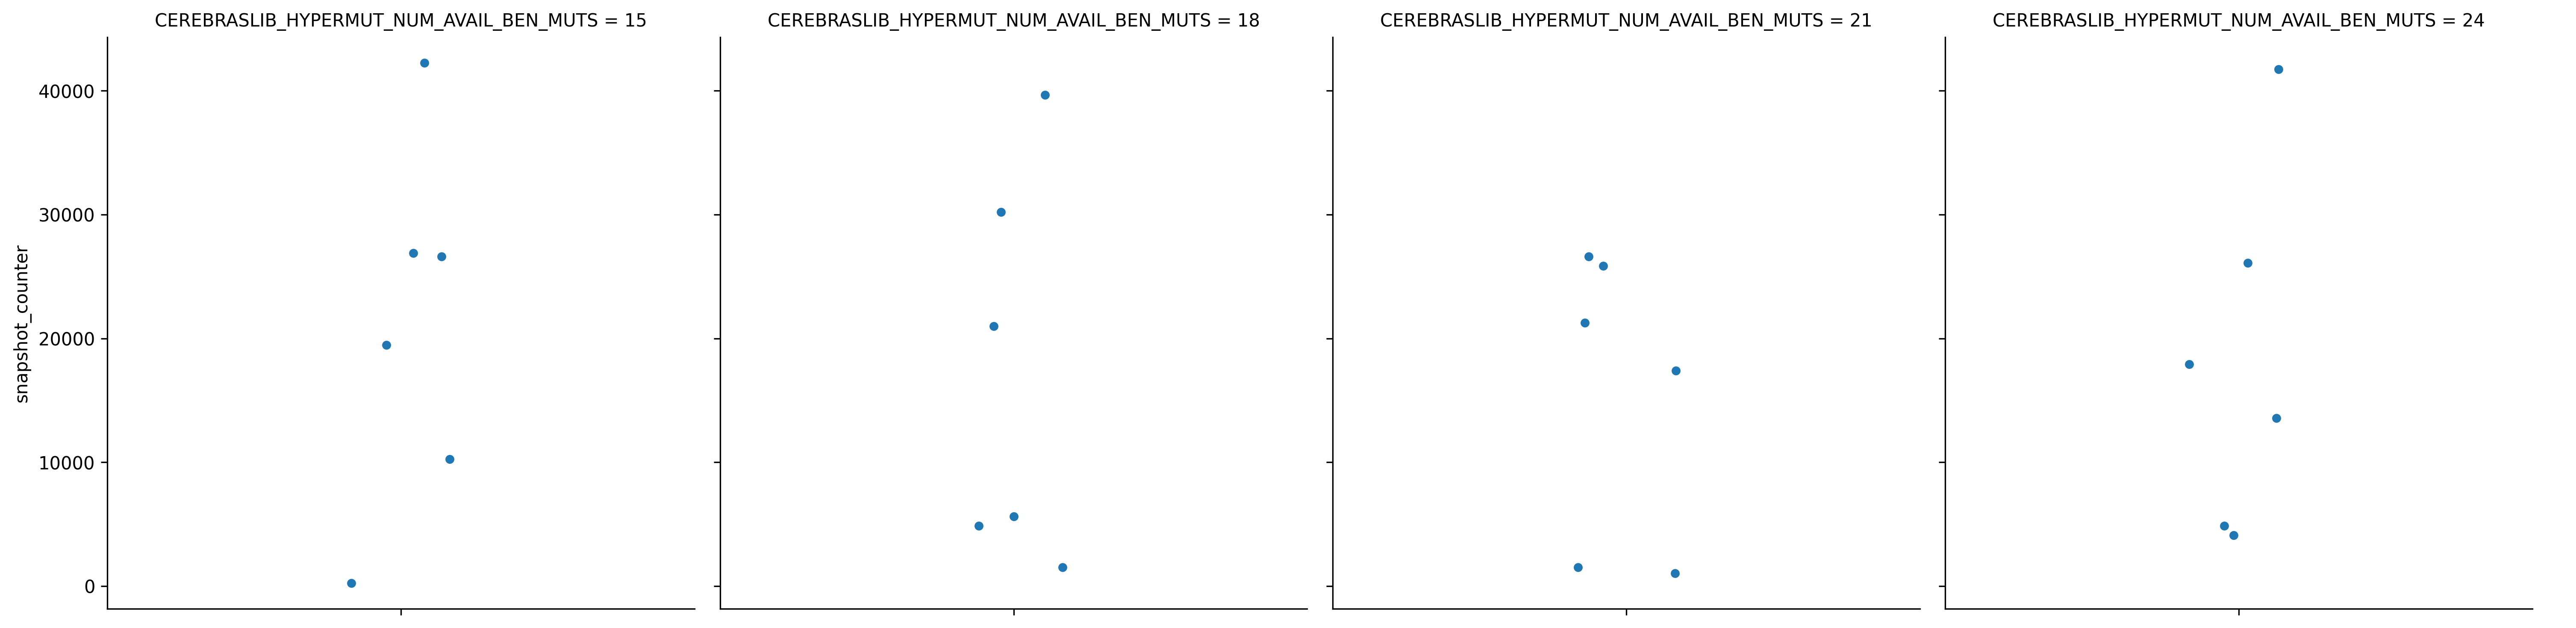 CEREBRASLIB_HYPERMUT_NUM_AVAIL_BEN_MUTS = 15
CEREBRASLIB_HYPERMUT_NUM_AVAIL_BEN_MUTS = 18
CEREBRASLIB_HYPERMUT_NUM_AVAIL_BEN_MUTS = 21
CEREBRASLIB_HYPERMUT_NUM_AVAIL_BEN_MUTS = 24
snapshot_counter
40000
30000
20000
10000
0